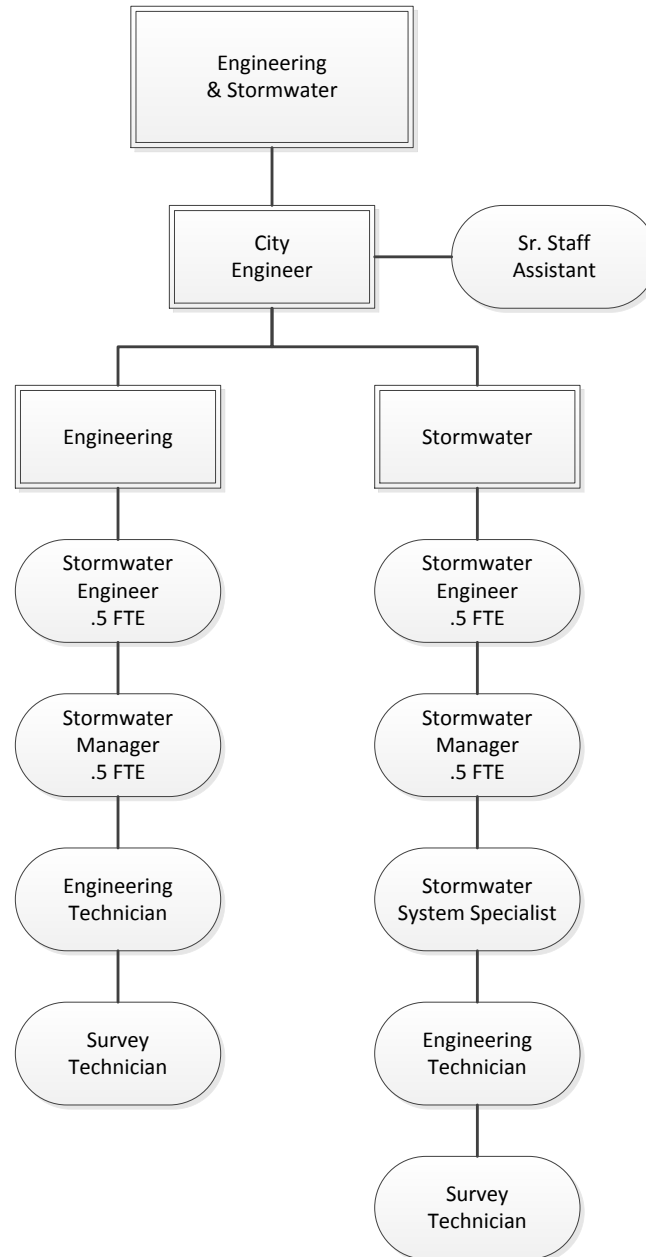 Engineering
& Stormwater
City
Engineer
Sr. Staff
Assistant
Engineering
Stormwater
Engineer
.5 FTE
Stormwater
Manager
.5 FTE
Engineering
Technician
Survey
Technician
Stormwater
Stormwater
Engineer
.5 FTE
Stormwater
Manager
.5 FTE
Stormwater
System Specialist
Engineering
Technician
Survey
Technician